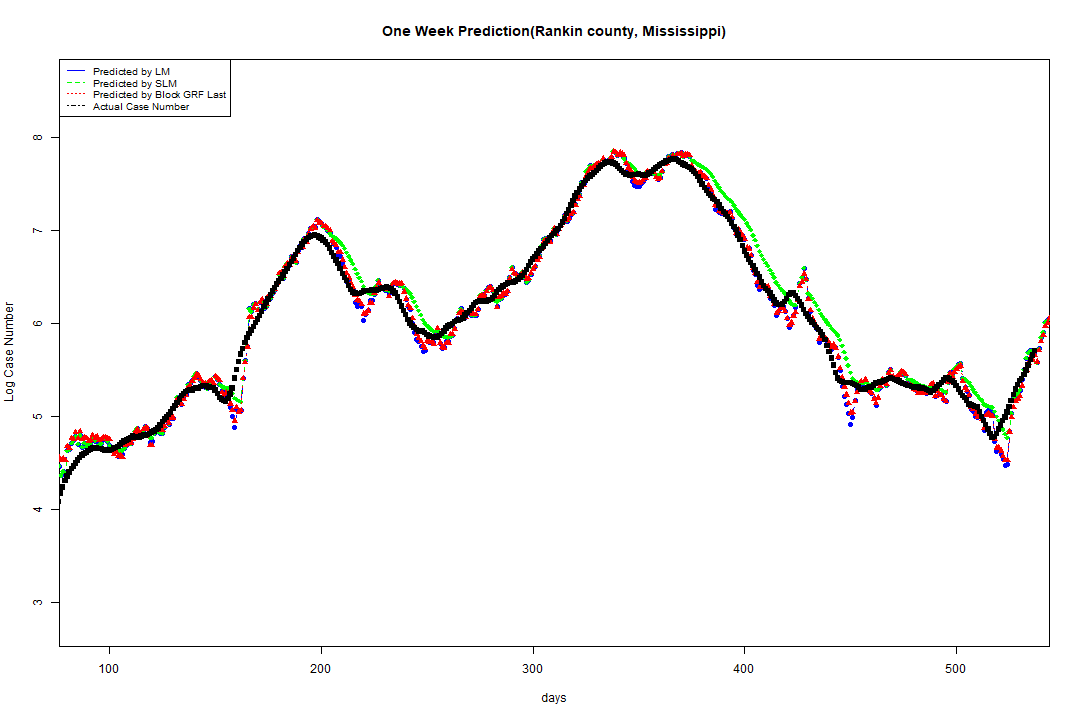 One Week Prediction(Rankin county, Mississippi)
Predicted by LM
Predicted by SLM
Predicted by Block GRF Last
Actual Case Number
8
7
6
5
4
3
Log Case Number
100 200 300 400 500
days